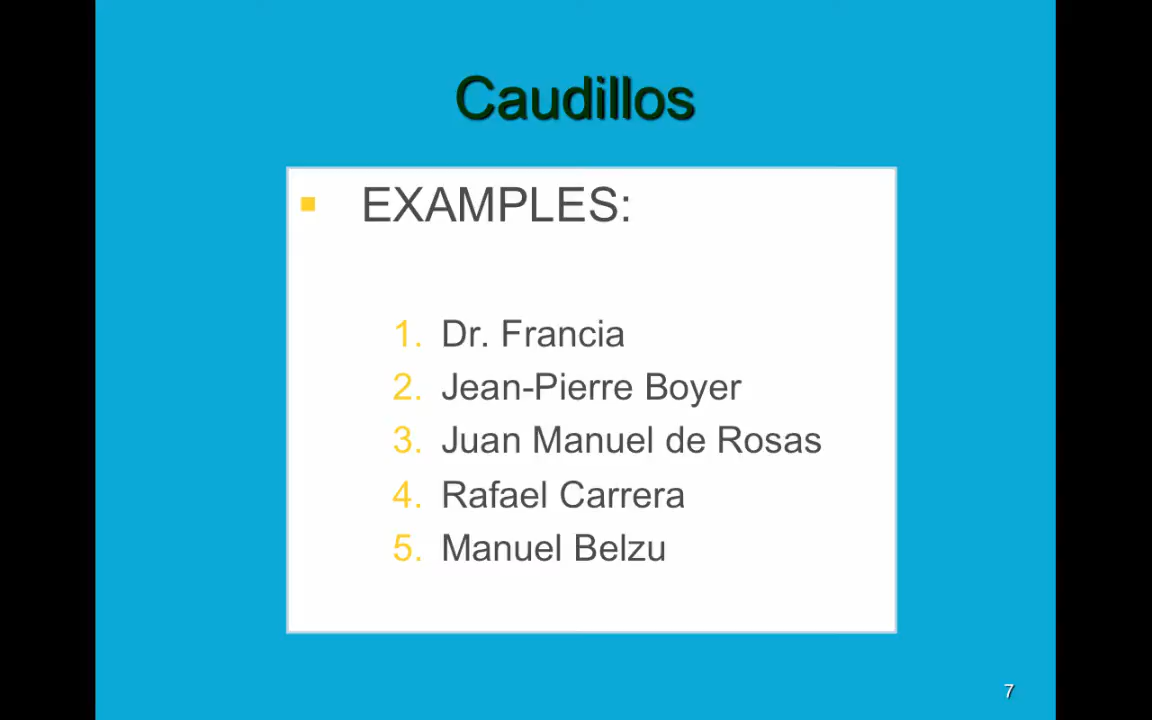 Caudillos
EXAMPLES:
1. Dr. Francia
2. Jean-Pierre Boyer
3. Juan Manuel de Rosas
4. Rafael Carrera
5. Manuel Belzu
7